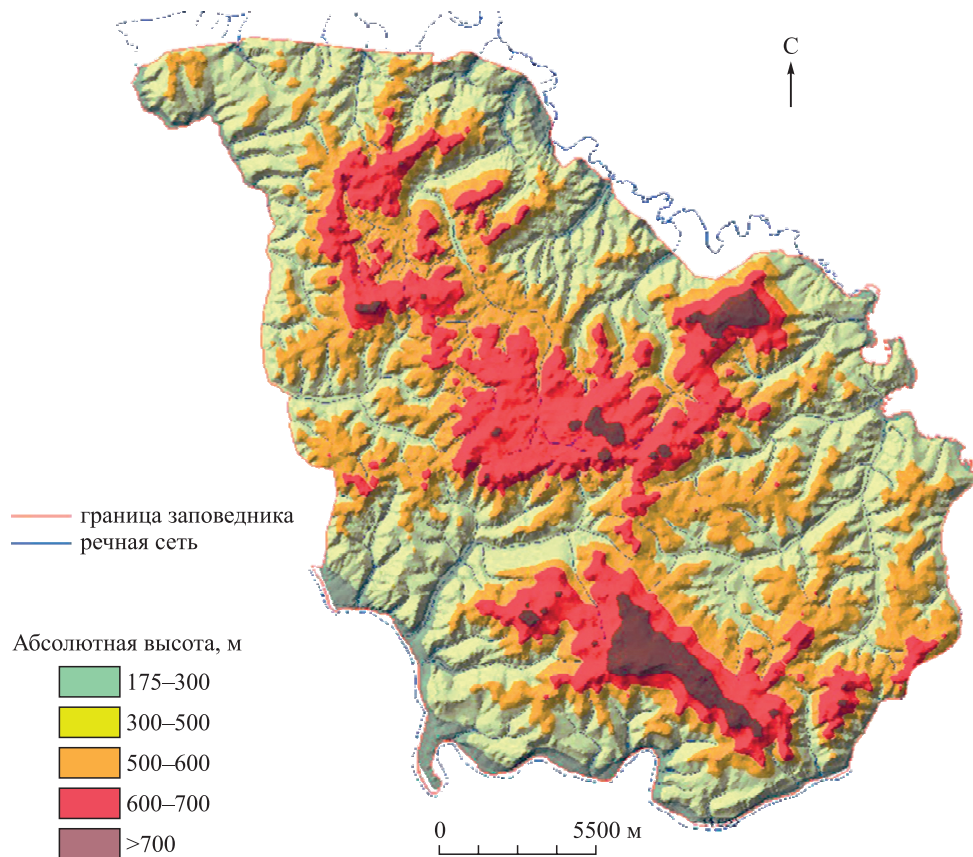 С
граница заповедника
речная сеть
Абсолютная высота, м
175–300
300–500
500–600
600–700
>700
0 5500 м